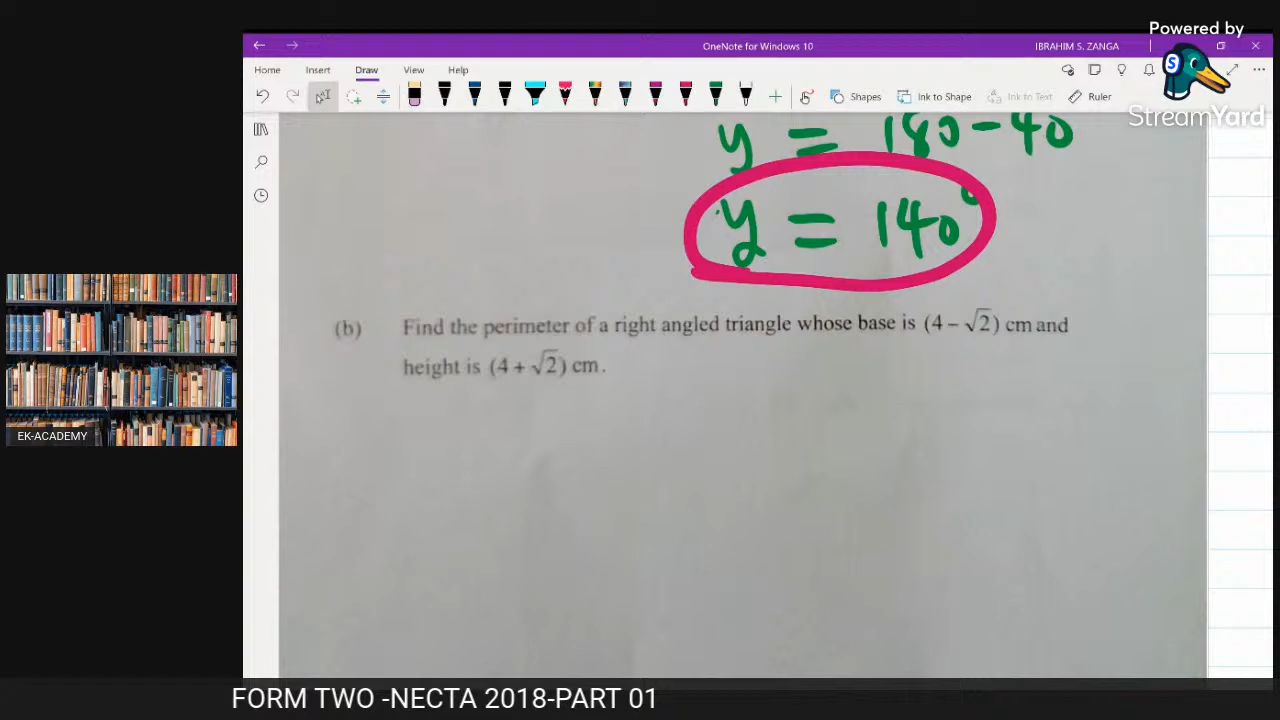 Powered by
StreamYard
OneNote for Windows 10
IBRAHIM S. ZANGA
Home Insert Draw View Help
Shapes Ink to Shape Ink to Text Ruler
y = 180 - 40
y = 140°
(b) Find the perimeter of a right angled triangle whose base is (4 − √2) cm and
height is (4 + √2) cm.
EK-ACADEMY
FORM TWO -NECTA 2018-PART 01